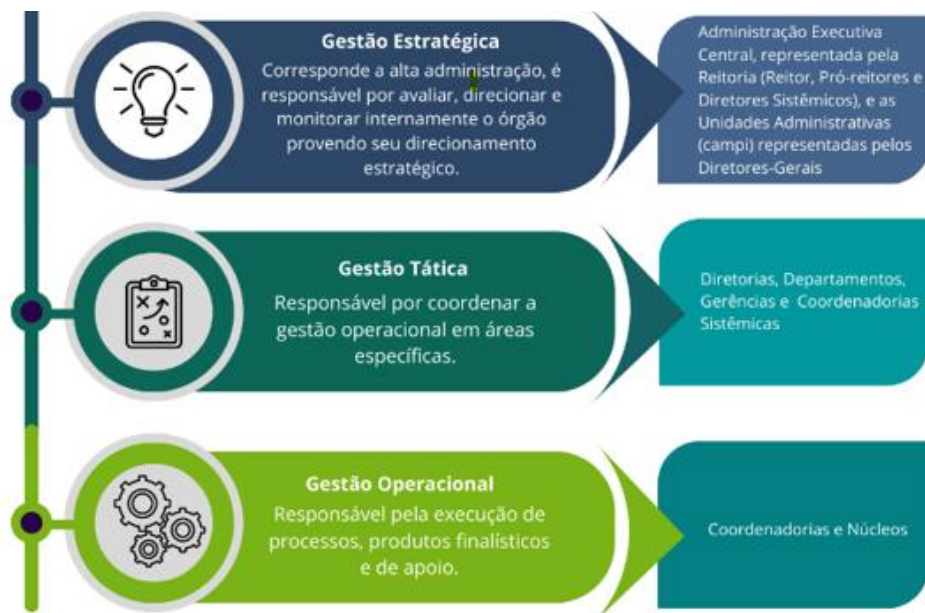 Gestão Estratégica
Corresponde a alta administração, é
responsável por avaliar, direcionar e
monitorar internamente o órgão
provendo seu direcionamento
estratégico.
Administração Executiva
Central, representada pela
Reitoria (Reitor, Pró-reitores e
Diretores Sistêmicos), e as
Unidades Administrativas
(campi) representadas pelos
Diretores-Gerais
Gestão Tática
Responsável por coordenar a
gestão operacional em áreas
específicas.
Diretorias, Departamentos,
Gerências e Coordenadorias
Sistêmicas
Gestão Operacional
Responsável pela execução de
processos, produtos finalísticos
e de apoio.
Coordenadorias e Núcleos